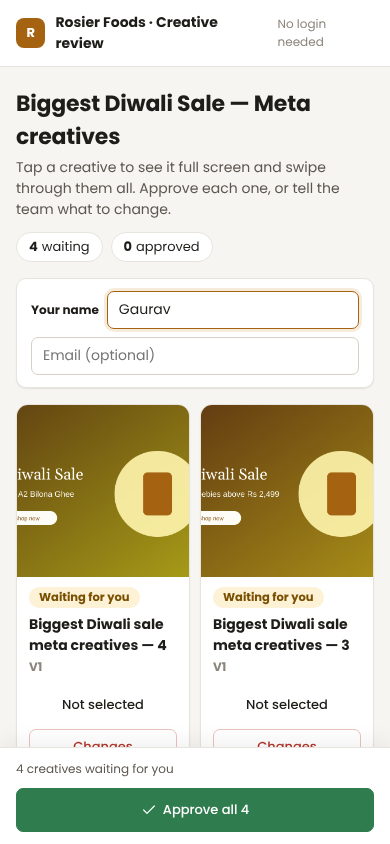 R
Rosier Foods · Creative review
No login needed
Biggest Diwali Sale — Meta creatives
Tap a creative to see it full screen and swipe through them all. Approve each one, or tell the team what to change.
4 waiting
0 approved
Your name
Gaurav
Email (optional)
iwali Sale
A2 Bilona Ghee
Shop now
Waiting for you
Biggest Diwali sale meta creatives — 4
V1
Not selected
Changes
iwali Sale
ebies above Rs 2,499
Shop now
Waiting for you
Biggest Diwali sale meta creatives — 3
V1
Not selected
Changes
4 creatives waiting for you
Approve all 4